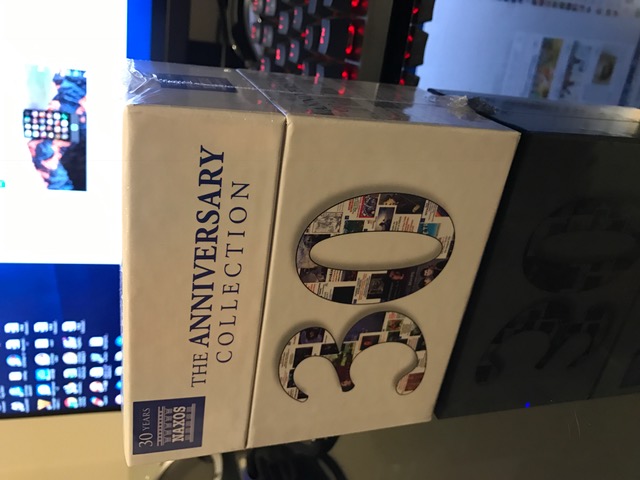 30 YEARS
NAXOS
THE ANNIVERSARY
COLLECTION
30